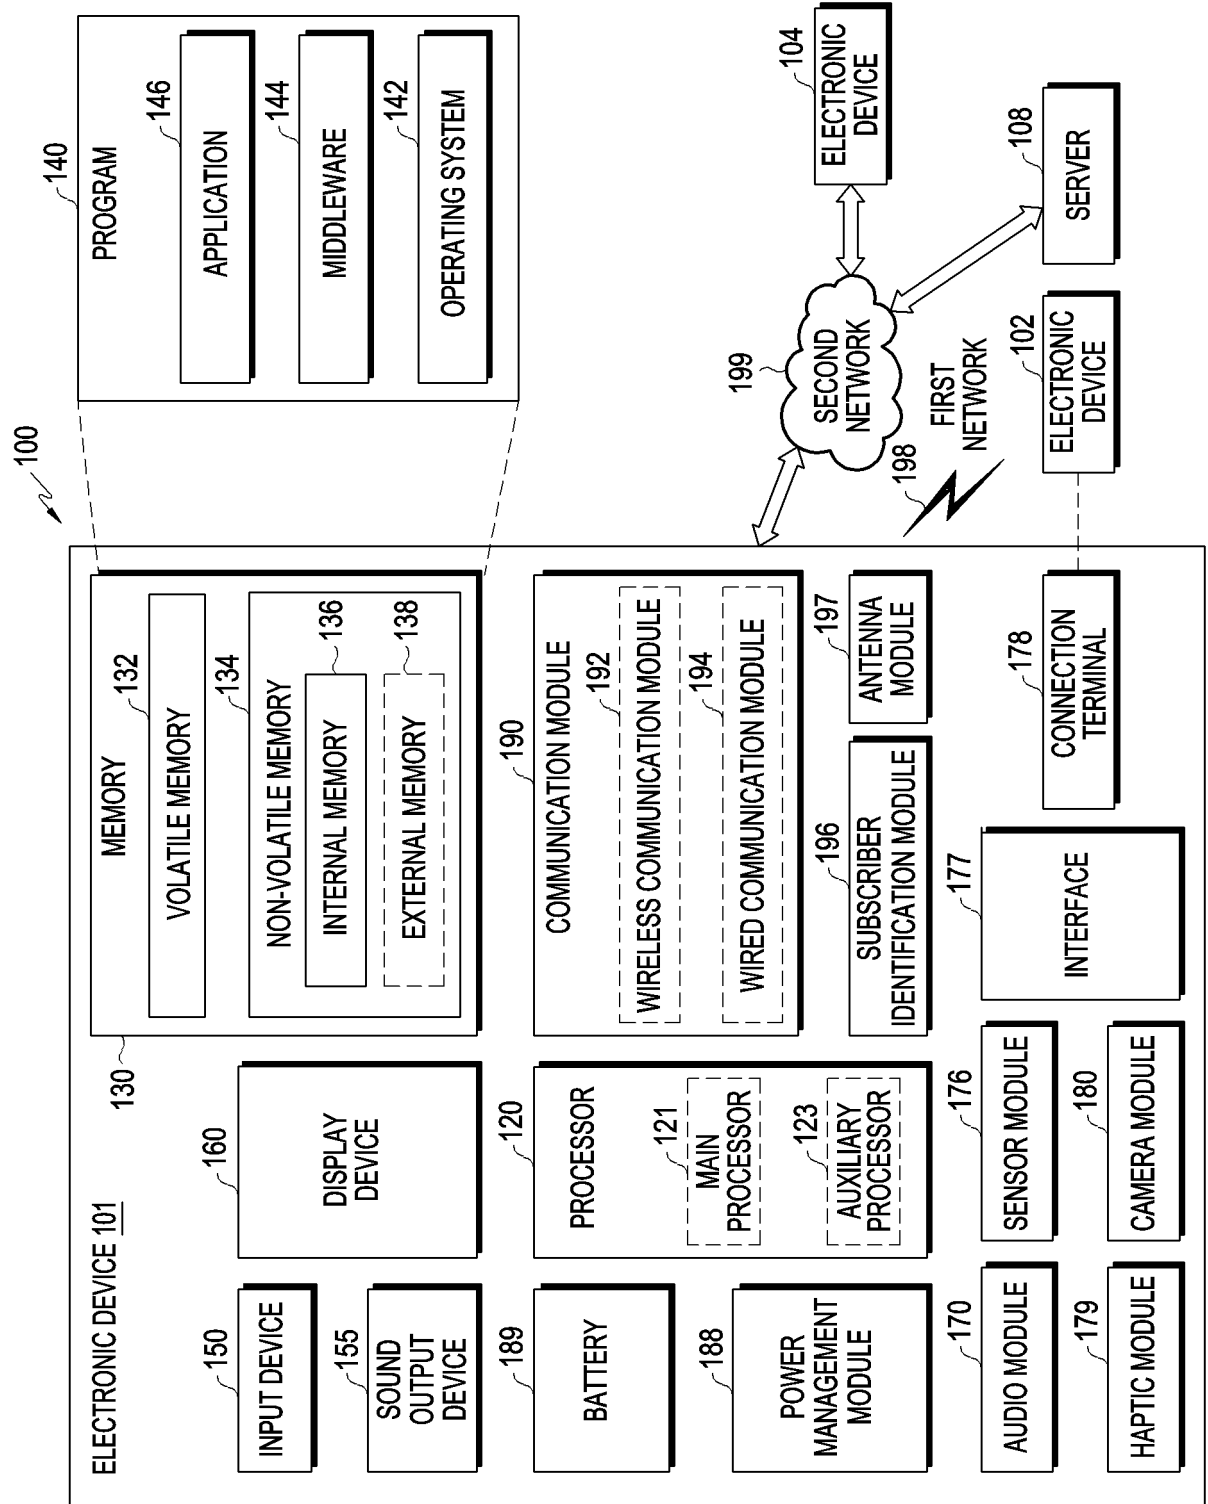 100
ELECTRONIC DEVICE 101
150
INPUT DEVICE
155
SOUND
OUTPUT
DEVICE
160
DISPLAY
DEVICE
130
MEMORY
132
VOLATILE MEMORY
134
NON-VOLATILE MEMORY
136
INTERNAL MEMORY
138
EXTERNAL MEMORY
140
PROGRAM
146
APPLICATION
144
MIDDLEWARE
142
OPERATING SYSTEM
189
BATTERY
188
POWER
MANAGEMENT
MODULE
120
PROCESSOR
121
MAIN
PROCESSOR
123
AUXILIARY
PROCESSOR
190
COMMUNICATION MODULE
192
WIRELESS COMMUNICATION MODULE
194
WIRED COMMUNICATION MODULE
196
SUBSCRIBER
IDENTIFICATION MODULE
197
ANTENNA
MODULE
170
AUDIO MODULE
176
SENSOR MODULE
177
INTERFACE
178
CONNECTION
TERMINAL
179
HAPTIC MODULE
180
CAMERA MODULE
199
SECOND
NETWORK
104
ELECTRONIC
DEVICE
198
FIRST
NETWORK
108
SERVER
102
ELECTRONIC
DEVICE